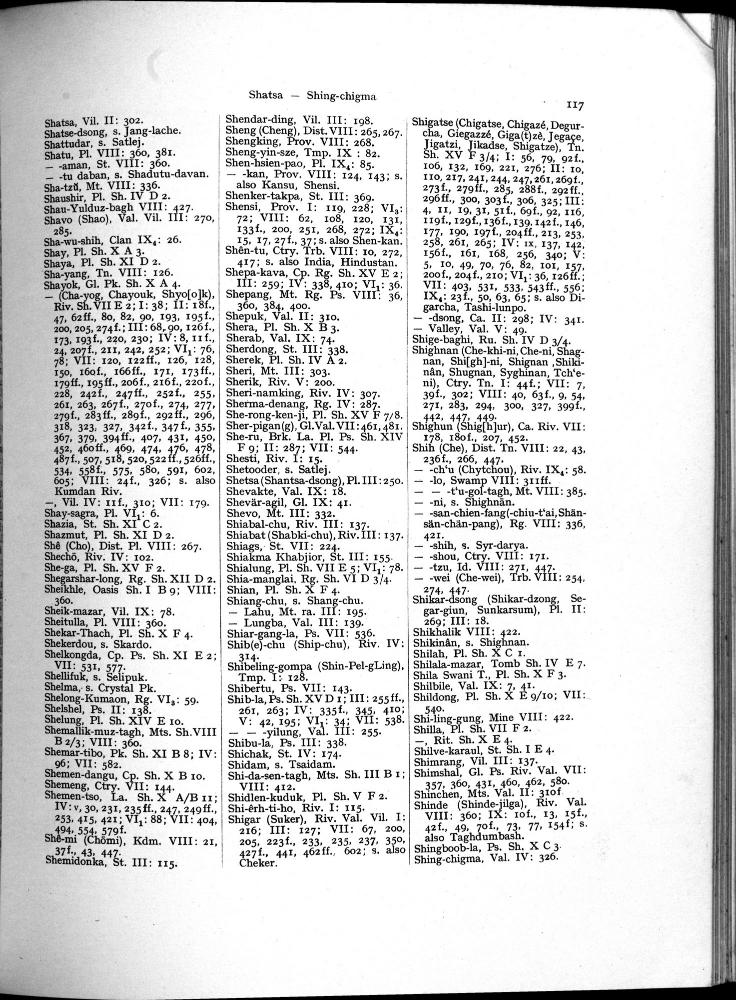 Shatsa — Shing-chigma
117
Shatsa, Vil. II: 302.
Shatse-dsong, s. Jang-lache.
Shattudar, s. Satlej.
Shatu, Pl. VIII: 360, 381.
— -aman, St. VIII: 360.
— -tu daban, s. Shadutu-davan.
Sha-tzŭ, Mt. VIII: 336.
Shaushir, Pl. Sh. IV D 2.
Shau-Yulduz-bagh VIII: 427.
Shavo (Shao), Val. Vil. III: 270,
285.
Sha-wu-shih, Clan IX₄: 26.
Shay, Pl. Sh. X A 3.
Shaya, Pl. Sh. XI D 2.
Sha-yang, Tn. VIII: 126.
Shayok, Gl. Pk. Sh. X A 4.
— (Cha-yog, Chayouk, Shyo[o]k),
Riv. Sh. VII E 2; I: 38; II: 18f.,
47, 62ff., 80, 82, 90, 193, 195f.,
200, 205, 274f.; III: 68, 90, 126f.,
173, 193f., 220, 230; IV: 8, 11f.,
24, 207f., 211, 242, 252; VI₁: 76,
78; VII: 120, 122ff., 126, 128,
150, 160f., 166ff., 171, 173ff.,
179ff., 195ff., 206f., 216f., 220f.,
228, 242f., 247ff., 252f., 255,
261, 263, 267f., 270f., 274, 277,
279f., 283ff., 289f., 292ff., 296,
318, 323, 327, 342f., 347f., 355,
367, 379, 394ff., 407, 431, 450,
452, 460ff., 469, 474, 476, 478,
487f., 507, 518, 520, 522ff., 526ff.,
534, 558f., 575, 580, 591, 602,
605; VIII: 24f., 326; s. also
Kumdan Riv.
—, Vil. IV: 11f., 310; VII: 179.
Shay-sagra, Pl. VI₁: 6.
Shazia, St. Sh. XI C 2.
Shazmut, Pl. Sh. XI D 2.
Shê (Cho), Dist. Pl. VIII: 267.
Shechŏ, Riv. IV: 102.
She-ga, Pl. Sh. XV F 2.
Shegarshar-long, Rg. Sh. XII D 2.
Sheikhle, Oasis Sh. I B 9; VIII:
360.
Sheik-mazar, Vil. IX: 78.
Sheitulla, Pl. VIII: 360.
Shekar-Thach, Pl. Sh. X F 4.
Shekerdou, s. Skardo.
Shelkongda, Cp. Ps. Sh. XI E 2;
VII: 531, 577.
Shellifuk, s. Selipuk.
Shelma, s. Crystal Pk.
Shelong-Kumaon, Rg. VI₃: 59.
Shelshel, Ps. II: 138.
Shelung, Pl. Sh. XIV E 10.
Shemallik-muz-tagh, Mts. Sh. VIII
B 2/3; VIII: 360.
Shemar-tibo, Pk. Sh. XI B 8; IV:
96; VII: 582.
Shemen-dangu, Cp. Sh. X B 10.
Shemeng, Ctry. VII: 144.
Shemen-tso, La. Sh. X A/B 11;
IV: v, 30, 231, 235ff., 247, 249ff.,
253, 415, 421; VI₁: 88; VII: 404,
494, 554, 579f.
Shê-mi (Chômi), Kdm. VIII: 21,
37f., 43, 447.
Shemidonka, St. III: 115.
Shendar-ding, Vil. III: 198.
Sheng (Cheng), Dist. VIII: 265, 267.
Shengking, Prov. VIII: 268.
Sheng-yin-sze, Tmp. IX : 82.
Shen-hsien-pao, Pl. IX₄: 85.
— -kan, Prov. VIII: 124, 143; s.
also Kansu, Shensi.
Shenker-takpa, St. III: 369.
Shensi, Prov. I: 119, 228; VI₃:
72; VIII: 62, 108, 120, 131,
133f., 200, 251, 268, 272; IX₄:
15, 17, 27f., 37; s. also Shen-kan.
Shên-tu, Ctry. Trb. VIII: 10, 272,
417; s. also India, Hindustan.
Shepa-kava, Cp. Rg. Sh. XV E 2;
III: 259; IV: 338, 410; VI₁: 36.
Shepang, Mt. Rg. Ps. VIII: 36,
360, 384, 400.
Shepuk, Val. II: 310.
Shera, Pl. Sh. X B 3.
Sherab, Val. IX: 74.
Sherdong, St. III: 338.
Sherek, Pl. Sh. IV A 2.
Sheri, Mt. III: 303.
Sherik, Riv. V: 200.
Sheri-namking, Riv. IV: 307.
Sherma-denang, Rg. IV: 287.
She-rong-ken-ji, Pl. Sh. XV F 7/8.
Sher-pigan(g), Gl. Val. VII: 461, 481.
She-ru, Brk. La. Pl. Ps. Sh. XIV
F 9; II: 287; VII: 544.
Shesti, Riv. I: 15.
Shetooder, s. Satlej.
Shetsa (Shantsa-dsong), Pl. III: 250.
Shevakte, Val. IX: 18.
Shevär-agil, Gl. IX: 41.
Shevo, Mt. III: 332.
Shiabal-chu, Riv. III: 137.
Shiabat (Shabki-chu), Riv. III: 137.
Shiags, St. VII: 224.
Shiakma Khabjior, St. III: 155.
Shialung, Pl. Sh. VII E 5; VI₁: 78.
Shia-manglai, Rg. Sh. VI D 3/4.
Shian, Pl. Sh. X F 4.
Shiang-chu, s. Shang-chu.
— Lahu, Mt. ra. III: 195.
— Lungba, Val. III: 139.
Shiar-gang-la, Ps. VII: 536.
Shib(e)-chu (Ship-chu), Riv. IV:
314.
Shibeling-gompa (Shin-Pel-gLing),
Tmp. I: 128.
Shibertu, Ps. VII: 143.
Shib-la, Ps. Sh. XV D 1; III: 255ff.,
261, 263; IV: 335f., 345, 410;
V: 42, 195; VI₁: 34; VII: 538.
— — -yilung, Val. III: 255.
Shibu-la, Ps. III: 338.
Shichak, St. IV: 174.
Shidam, s. Tsaidam.
Shi-da-sen-tagh, Mts. Sh. III B 1;
VIII: 412.
Shidlen-kuduk, Pl. Sh. V F 2.
Shi-êrh-ti-ho, Riv. I: 115.
Shigar (Suker), Riv. Val. Vil. I:
216; III: 127; VII: 67, 200,
205, 223f., 233, 235, 237, 350,
427f., 441, 462ff., 602; s. also
Cheker.
Shigatse (Chigatse, Chigazé, Degur-
cha, Giegazzé, Giga(t)zê, Jegaçe,
Jigatzi, Jikadse, Shigatze), Tn.
Sh. XV F 3/4; I: 56, 79, 92f.,
106, 132, 169, 221, 276; II: 10,
110, 217, 241, 244, 247, 261, 269f.,
273f., 279ff., 285, 288f., 292ff.,
296ff., 300, 303f., 306, 325; III:
4, 11, 19, 31, 51f., 69f., 92, 116,
119f., 129f., 136f., 139, 142f., 146,
177, 190, 197f., 204ff., 213, 253,
258, 261, 265; IV: IX, 137, 142,
156f., 161, 168, 256, 340; V:
5, 10, 49, 70, 76, 82, 101, 157,
200f., 204f., 210; VI₁: 36, 126ff.;
VII: 403, 531, 533, 543ff., 556;
IX₄: 23f., 50, 63, 65; s. also Di-
garcha, Tashi-lunpo.
— -dsong, Ca. II: 298; IV: 341.
— Valley, Val. V: 49.
Shige-baghi, Ru. Sh. IV D 3/4.
Shighnan (Che-khi-ni, Che-ni, Shag-
nan, Shi[gh]-ni, Shignan, Shiki-
nân, Shugnan, Syghinan, Tch'e-
ni), Ctry. Tn. I: 44f.; VII: 7,
39f., 302; VIII: 40, 63f., 9, 54,
271, 283, 294, 300, 327, 399f.,
442, 447, 449.
Shighun (Shig[h]ur), Ca. Riv. VII:
178, 180f., 207, 452.
Shih (Che), Dist. Tn. VIII: 22, 43,
236f., 266, 447.
— -ch'u (Chytchou), Riv. IX₄: 58.
— -lo, Swamp VIII: 311ff.
— — -t'u-gol-tagh, Mt. VIII: 385.
— -ni, s. Shighnän.
— -san-chien-fang(-chiu-t'ai, Shän-
sän-chän-pang), Rg. VIII: 336,
421.
— -shih, s. Syr-darya.
— -shou, Ctry. VIII: 171.
— -tzu, Id. VIII: 271, 447.
— -wei (Che-wei), Trb. VIII: 254,
274, 447.
Shikar-dsong (Shikar-dzong, Se-
gar-giun, Sunkarsum), Pl. II:
269; III: 18.
Shikhalik VIII: 422.
Shikinân, s. Shighnan.
Shilah, Pl. Sh. X C 1.
Shilala-mazar, Tomb Sh. IV E 7.
Shila Swani T., Pl. Sh. X F 3.
Shilbile, Val. IX: 7, 41.
Shildong, Pl. Sh. X E 9/10; VII:
540.
Shi-ling-gung, Mine VIII: 422.
Shilla, Pl. Sh. VII F 2.
—, Rit. Sh. X E 4.
Shilve-karaul, St. Sh. I E 4.
Shimrang, Vil. III: 137.
Shimshal, Gl. Ps. Riv. Val. VII:
357, 360, 431, 460, 462, 580.
Shinchen, Mts. Val. II: 310f.
Shinde (Shinde-jilga), Riv. Val.
VIII: 360; IX: 10f., 13, 15f.,
42f., 49, 70f., 73, 77, 154f; s.
also Taghdumbash.
Shingboob-la, Ps. Sh. X C 3.
Shing-chigma, Val. IV: 326.